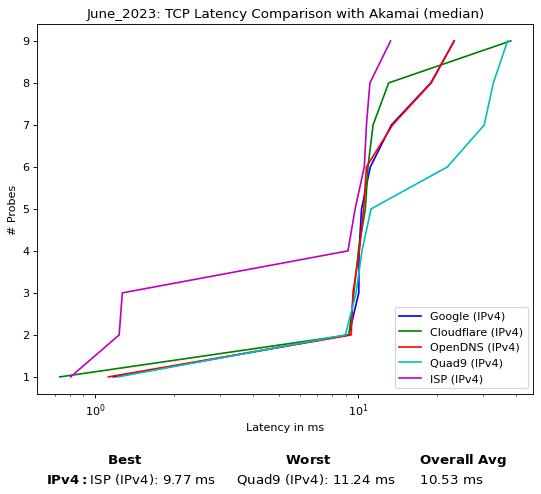 June_2023: TCP Latency Comparison with Akamai (median)
9
8
7
6
5
4
3
2
1
# Probes
10⁰
10¹
Latency in ms
Google (IPv4)
Cloudflare (IPv4)
OpenDNS (IPv4)
Quad9 (IPv4)
ISP (IPv4)
Best Worst Overall Avg
IPv4: ISP (IPv4): 9.77 ms Quad9 (IPv4): 11.24 ms 10.53 ms